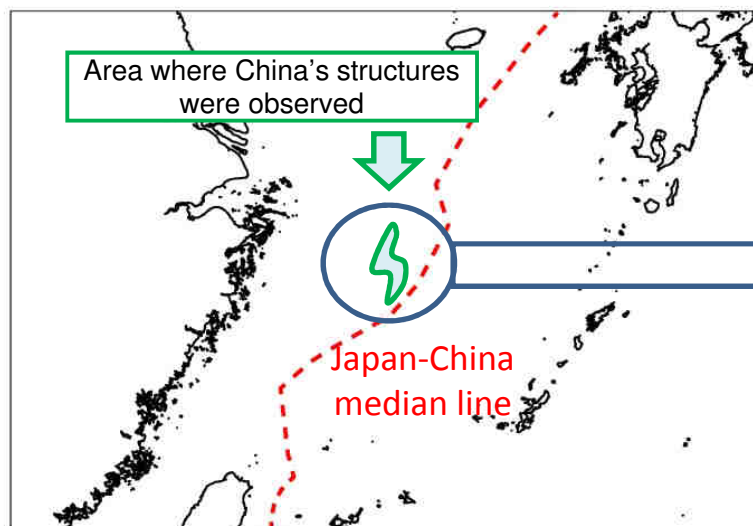 Area where China's structures
were observed
Japan-China
median line